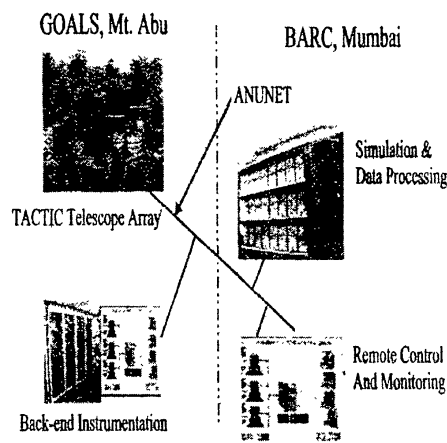 GOALS, Mt. Abu
BARC, Mumbai
ANUNET
Simulation &
Data Processing
TACTIC Telescope Array
Remote Control
And Monitoring
Back-end Instrumentation